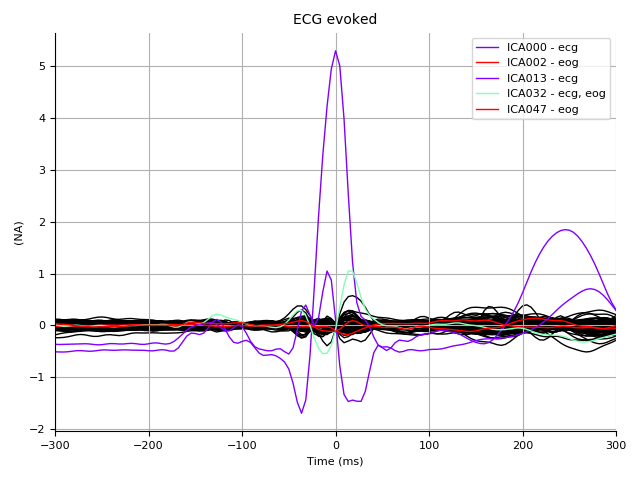 ECG evoked
ICA000 - ecg
ICA002 - eog
ICA013 - ecg
ICA032 - ecg, eog
ICA047 - eog
5
4
3
2
1
0
−1
−2
(NA)
−300 −200 −100 0 100 200 300
Time (ms)